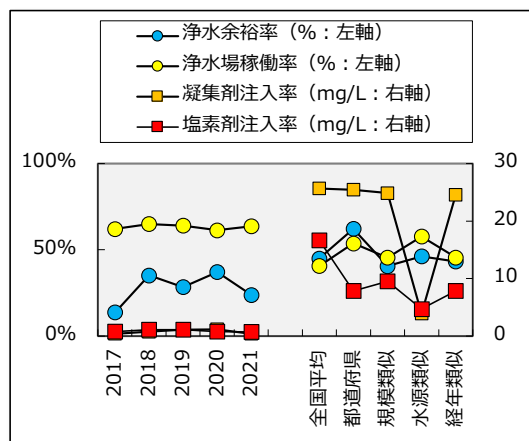 浄水余裕率（%：左軸）
浄水場稼働率（%：左軸）
凝集剤注入率（mg/L：右軸）
塩素剤注入率（mg/L：右軸）
100%
50%
0%
30
20
10
0
2017
2018
2019
2020
2021
全国平均
都道府県
規模類似
水源類似
経年類似